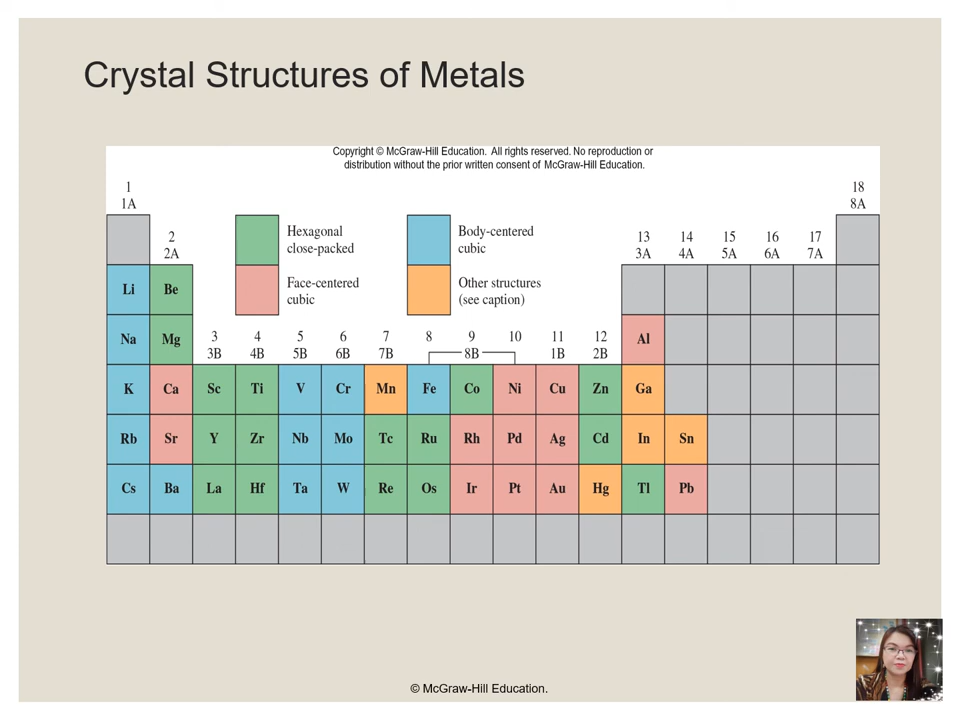 Crystal Structures of Metals
Copyright © McGraw-Hill Education. All rights reserved. No reproduction or
distribution without the prior written consent of McGraw-Hill Education.
1
1A
18
8A
2
2A
Hexagonal
close-packed
Body-centered
cubic
13 14 15 16 17
3A 4A 5A 6A 7A
Face-centered
cubic
Other structures
(see caption)
Li Be
3 4 5 6 7 8 9 10 11 12
3B 4B 5B 6B 7B 8B 1B 2B
Na Mg Al
K Ca Sc Ti V Cr Mn Fe Co Ni Cu Zn Ga
Rb Sr Y Zr Nb Mo Tc Ru Rh Pd Ag Cd In Sn
Cs Ba La Hf Ta W Re Os Ir Pt Au Hg Tl Pb
© McGraw-Hill Education.